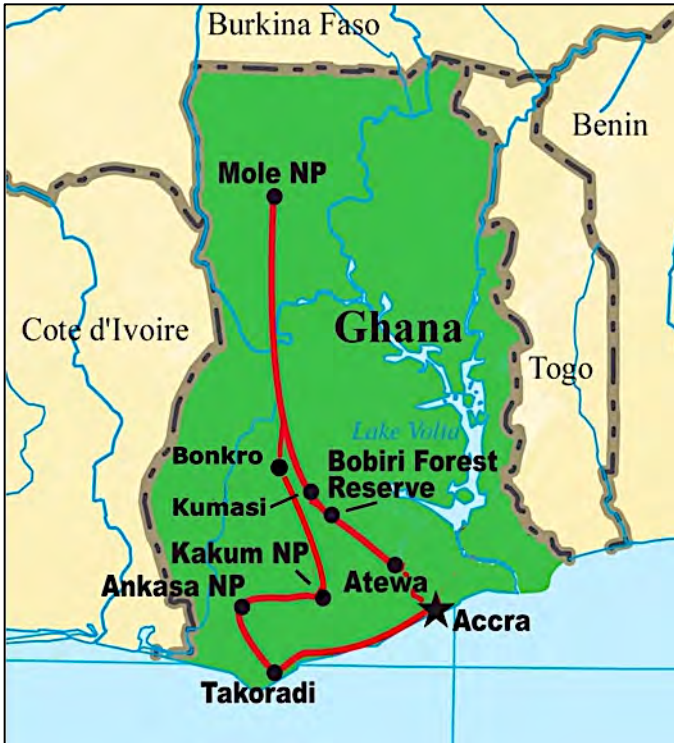 Burkina Faso
Benin
Mole NP
Cote d'Ivoire
Ghana
Togo
Lake Volta
Bonkro
Bobiri Forest
Reserve
Kumasi
Kakum NP
Atewa
Ankasa NP
Accra
Takoradi